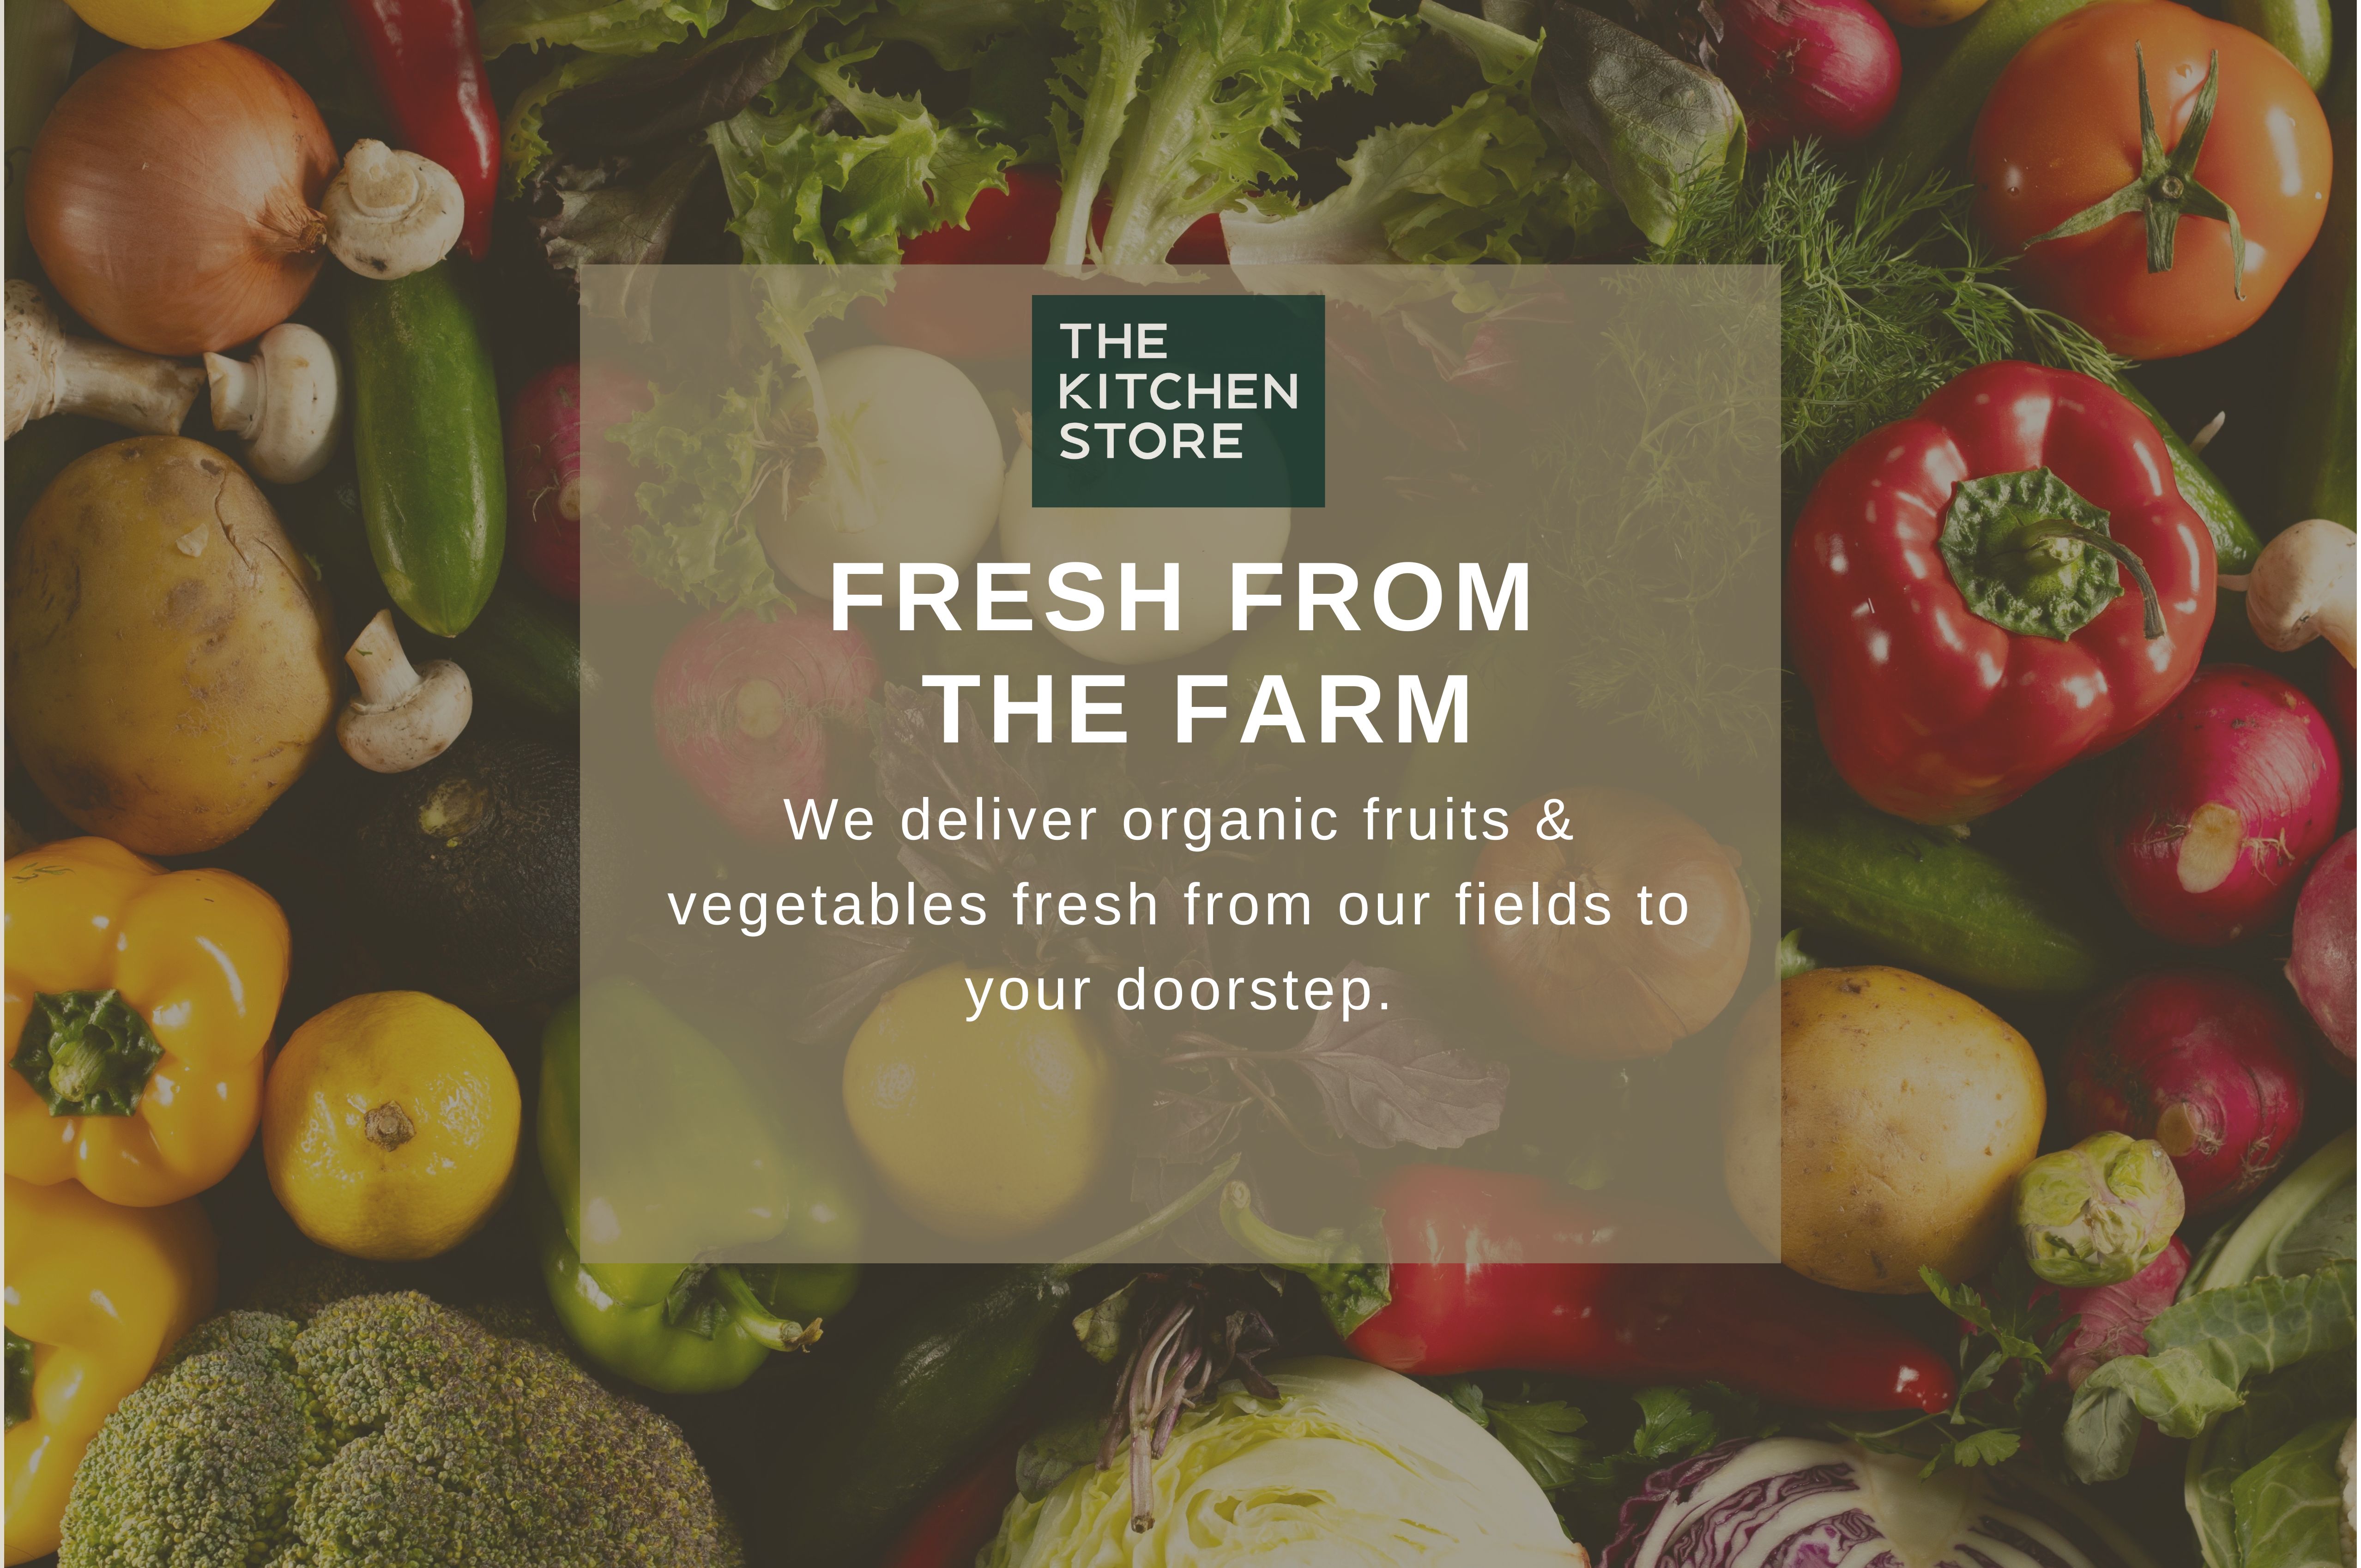 THE
KITCHEN
STORE
FRESH FROM
THE FARM
We deliver organic fruits &
vegetables fresh from our fields to
your doorstep.